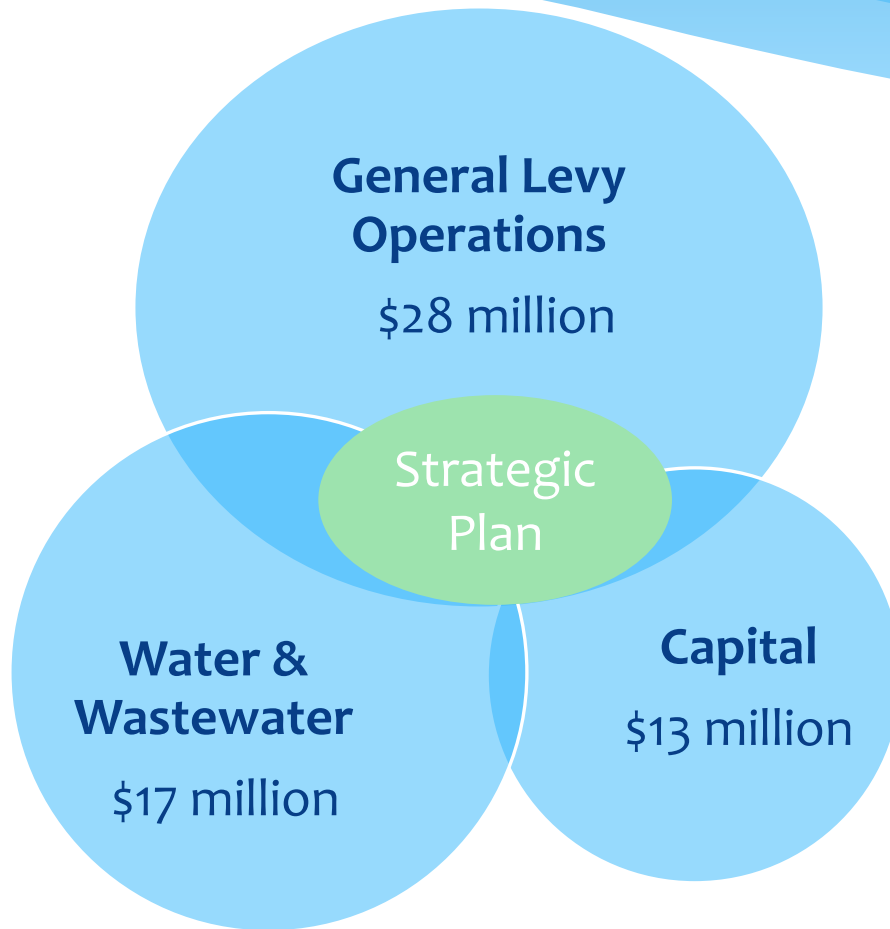 General Levy
Operations
$28 million
Strategic
Plan
Water &
Wastewater
$17 million
Capital
$13 million